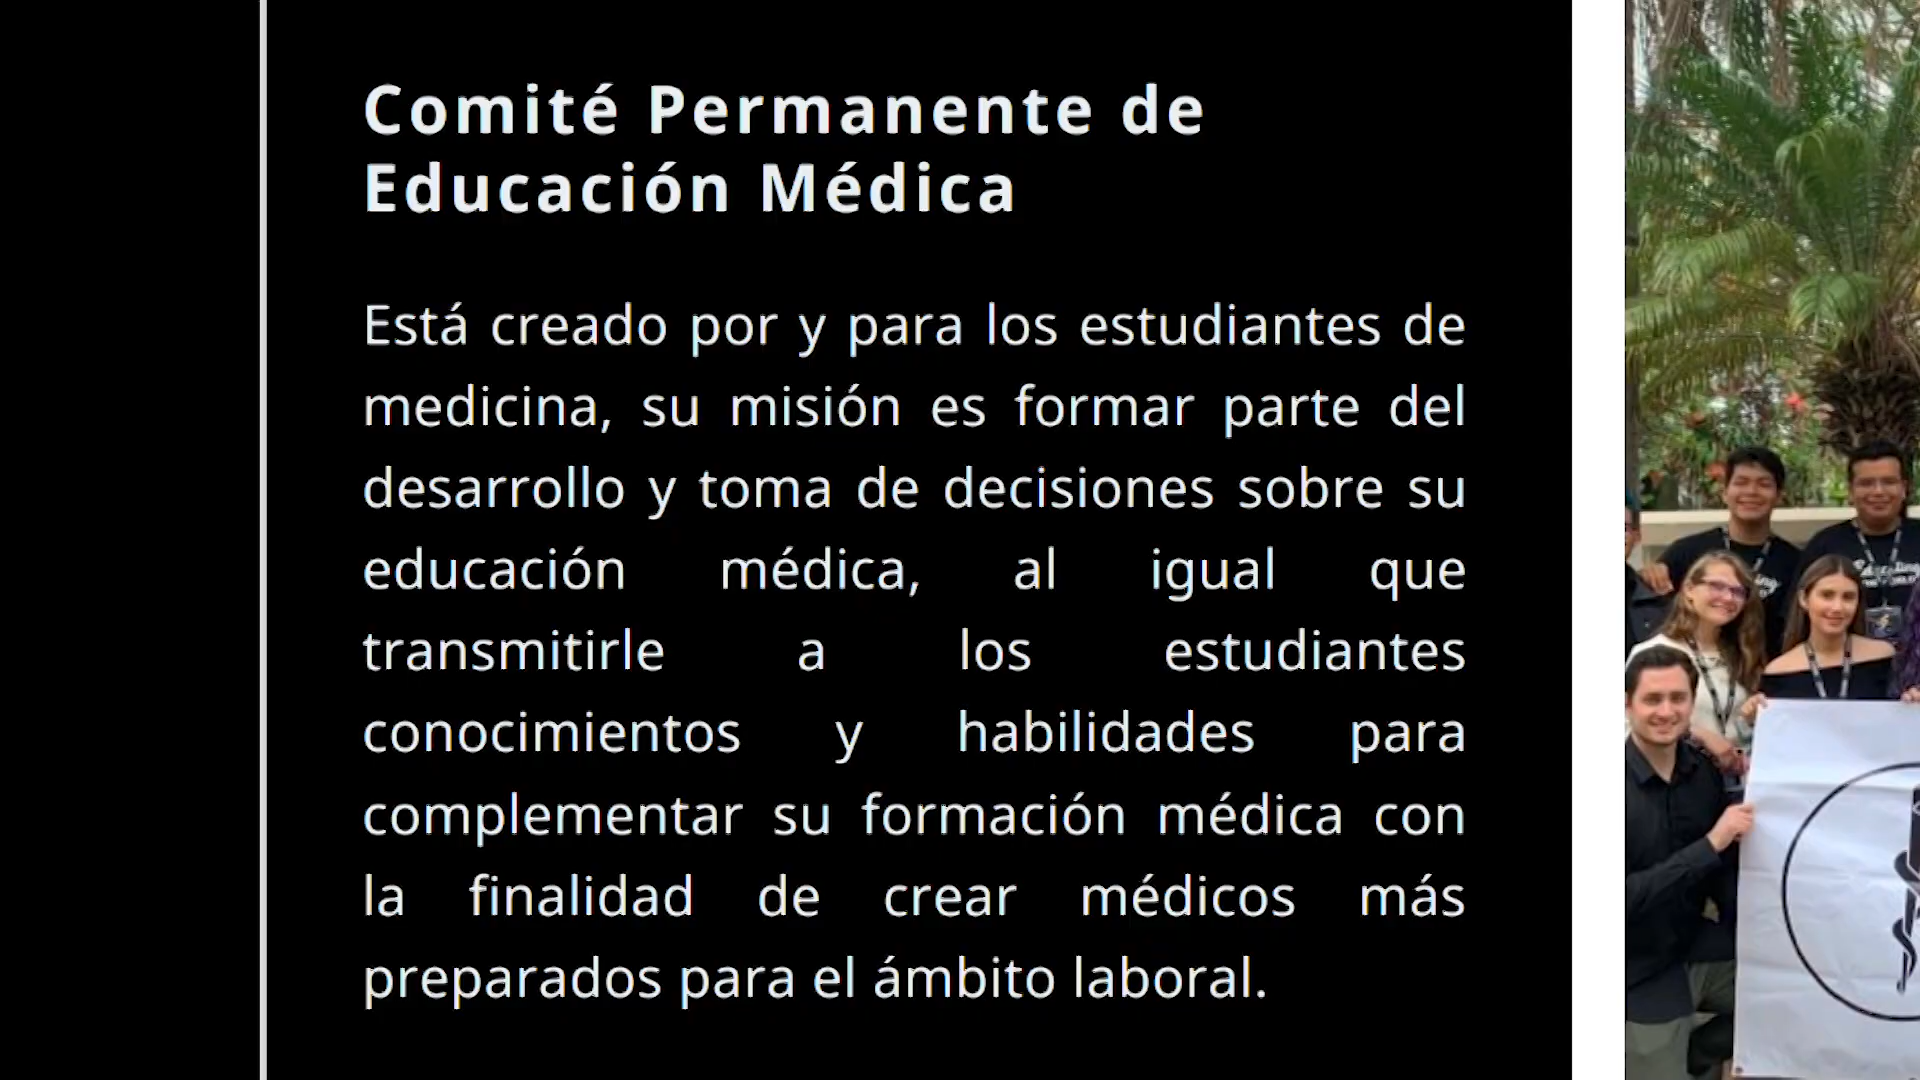 Comité Permanente de
Educación Médica
Está creado por y para los estudiantes de
medicina, su misión es formar parte del
desarrollo y toma de decisiones sobre su
educación médica, al igual que
transmitirle a los estudiantes
conocimientos y habilidades para
complementar su formación médica con
la finalidad de crear médicos más
preparados para el ámbito laboral.